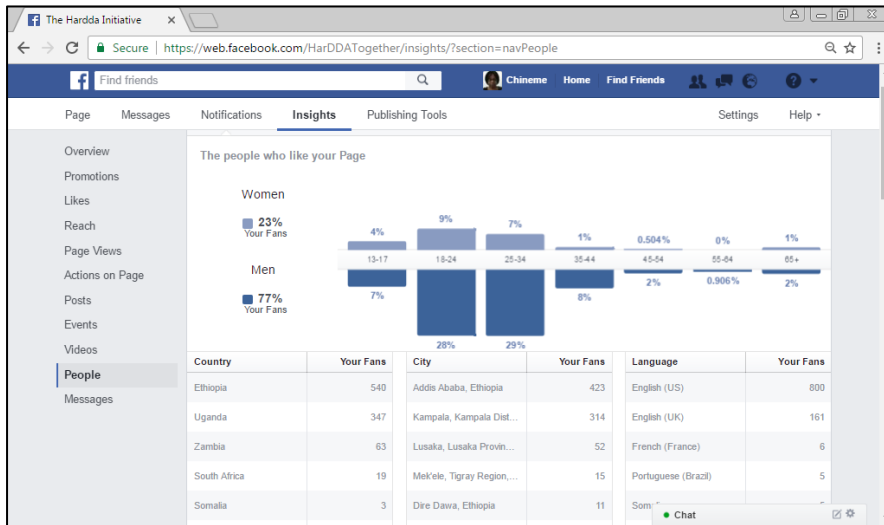 The Hardda Initiative
Secure | https://web.facebook.com/HarDDATogether/insights/?section=navPeople
Find friends Chineme Home Find Friends
Page Messages Notifications Insights Publishing Tools Settings Help
Overview
Promotions
Likes
Reach
Page Views
Actions on Page
Posts
Events
Videos
People
Messages
The people who like your Page
Women
23%
Your Fans
4% 9% 7% 1% 0.504% 0% 1%
13-17 18-24 25-34 35-44 45-54 55-64 65+
Men
77%
Your Fans
7% 28% 29% 8% 2% 0.906% 2%
Country Your Fans City Your Fans Language Your Fans
Ethiopia 540 Addis Ababa, Ethiopia 423 English (US) 800
Uganda 347 Kampala, Kampala Dist... 314 English (UK) 161
Zambia 63 Lusaka, Lusaka Provin... 52 French (France) 6
South Africa 19 Mek'ele, Tigray Region,... 15 Portuguese (Brazil) 5
Somalia 3 Dire Dawa, Ethiopia 11
Chat